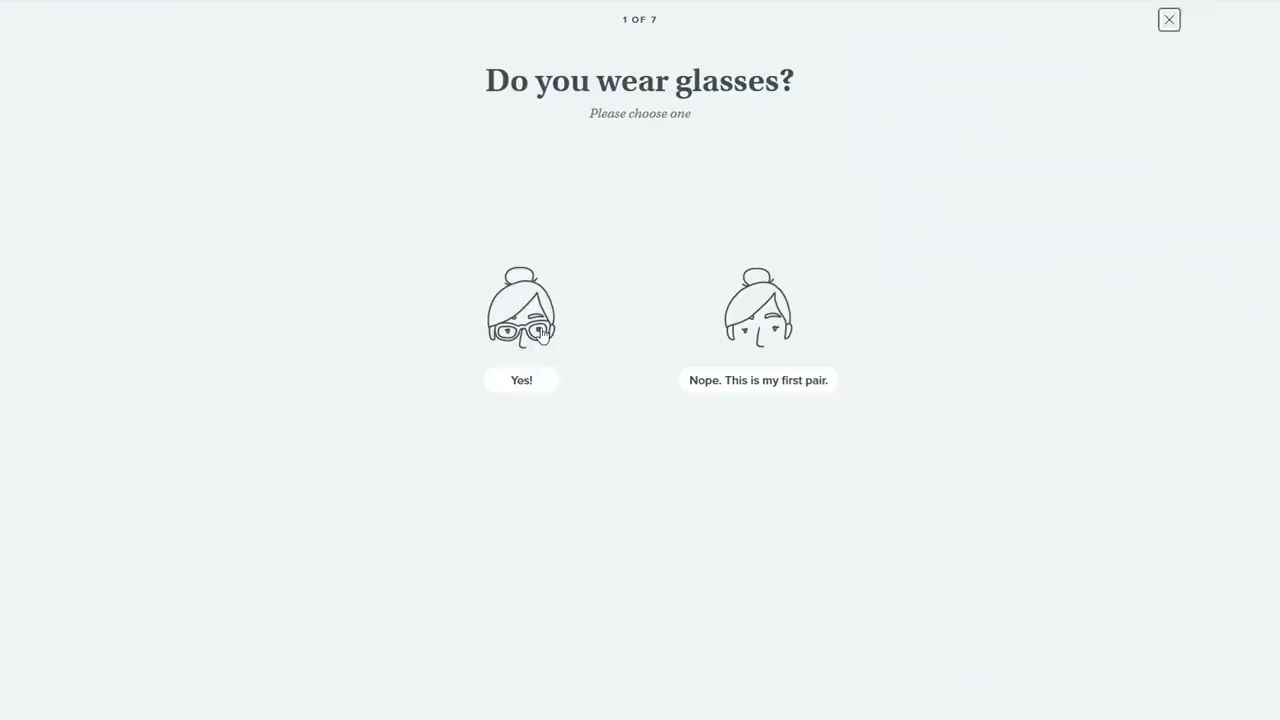 1 OF 7
Do you wear glasses?
Please choose one
Yes!
Nope. This is my first pair.